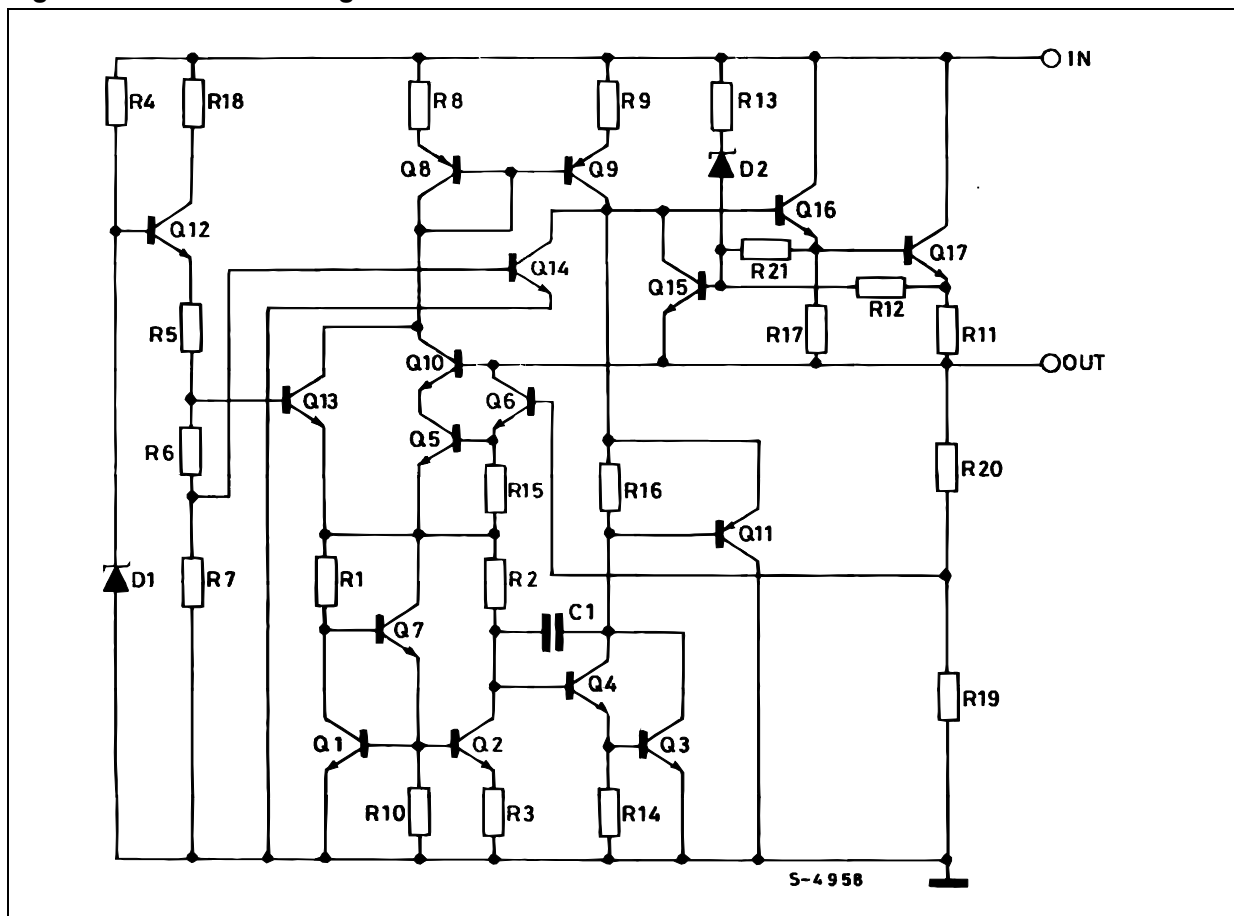 IN
R4 R18 R8 R9 R13
Q8 Q9 D2
Q12 Q16
Q14 R21 Q17
Q15 R12
R5 R17 R11
Q10 OUT
Q13 Q6
R6 Q5
R15 R16 R20
Q11
D1 R7 R1 R2
C1
Q7
Q4 R19
Q1 Q2 Q3
R10 R3 R14
S-4958